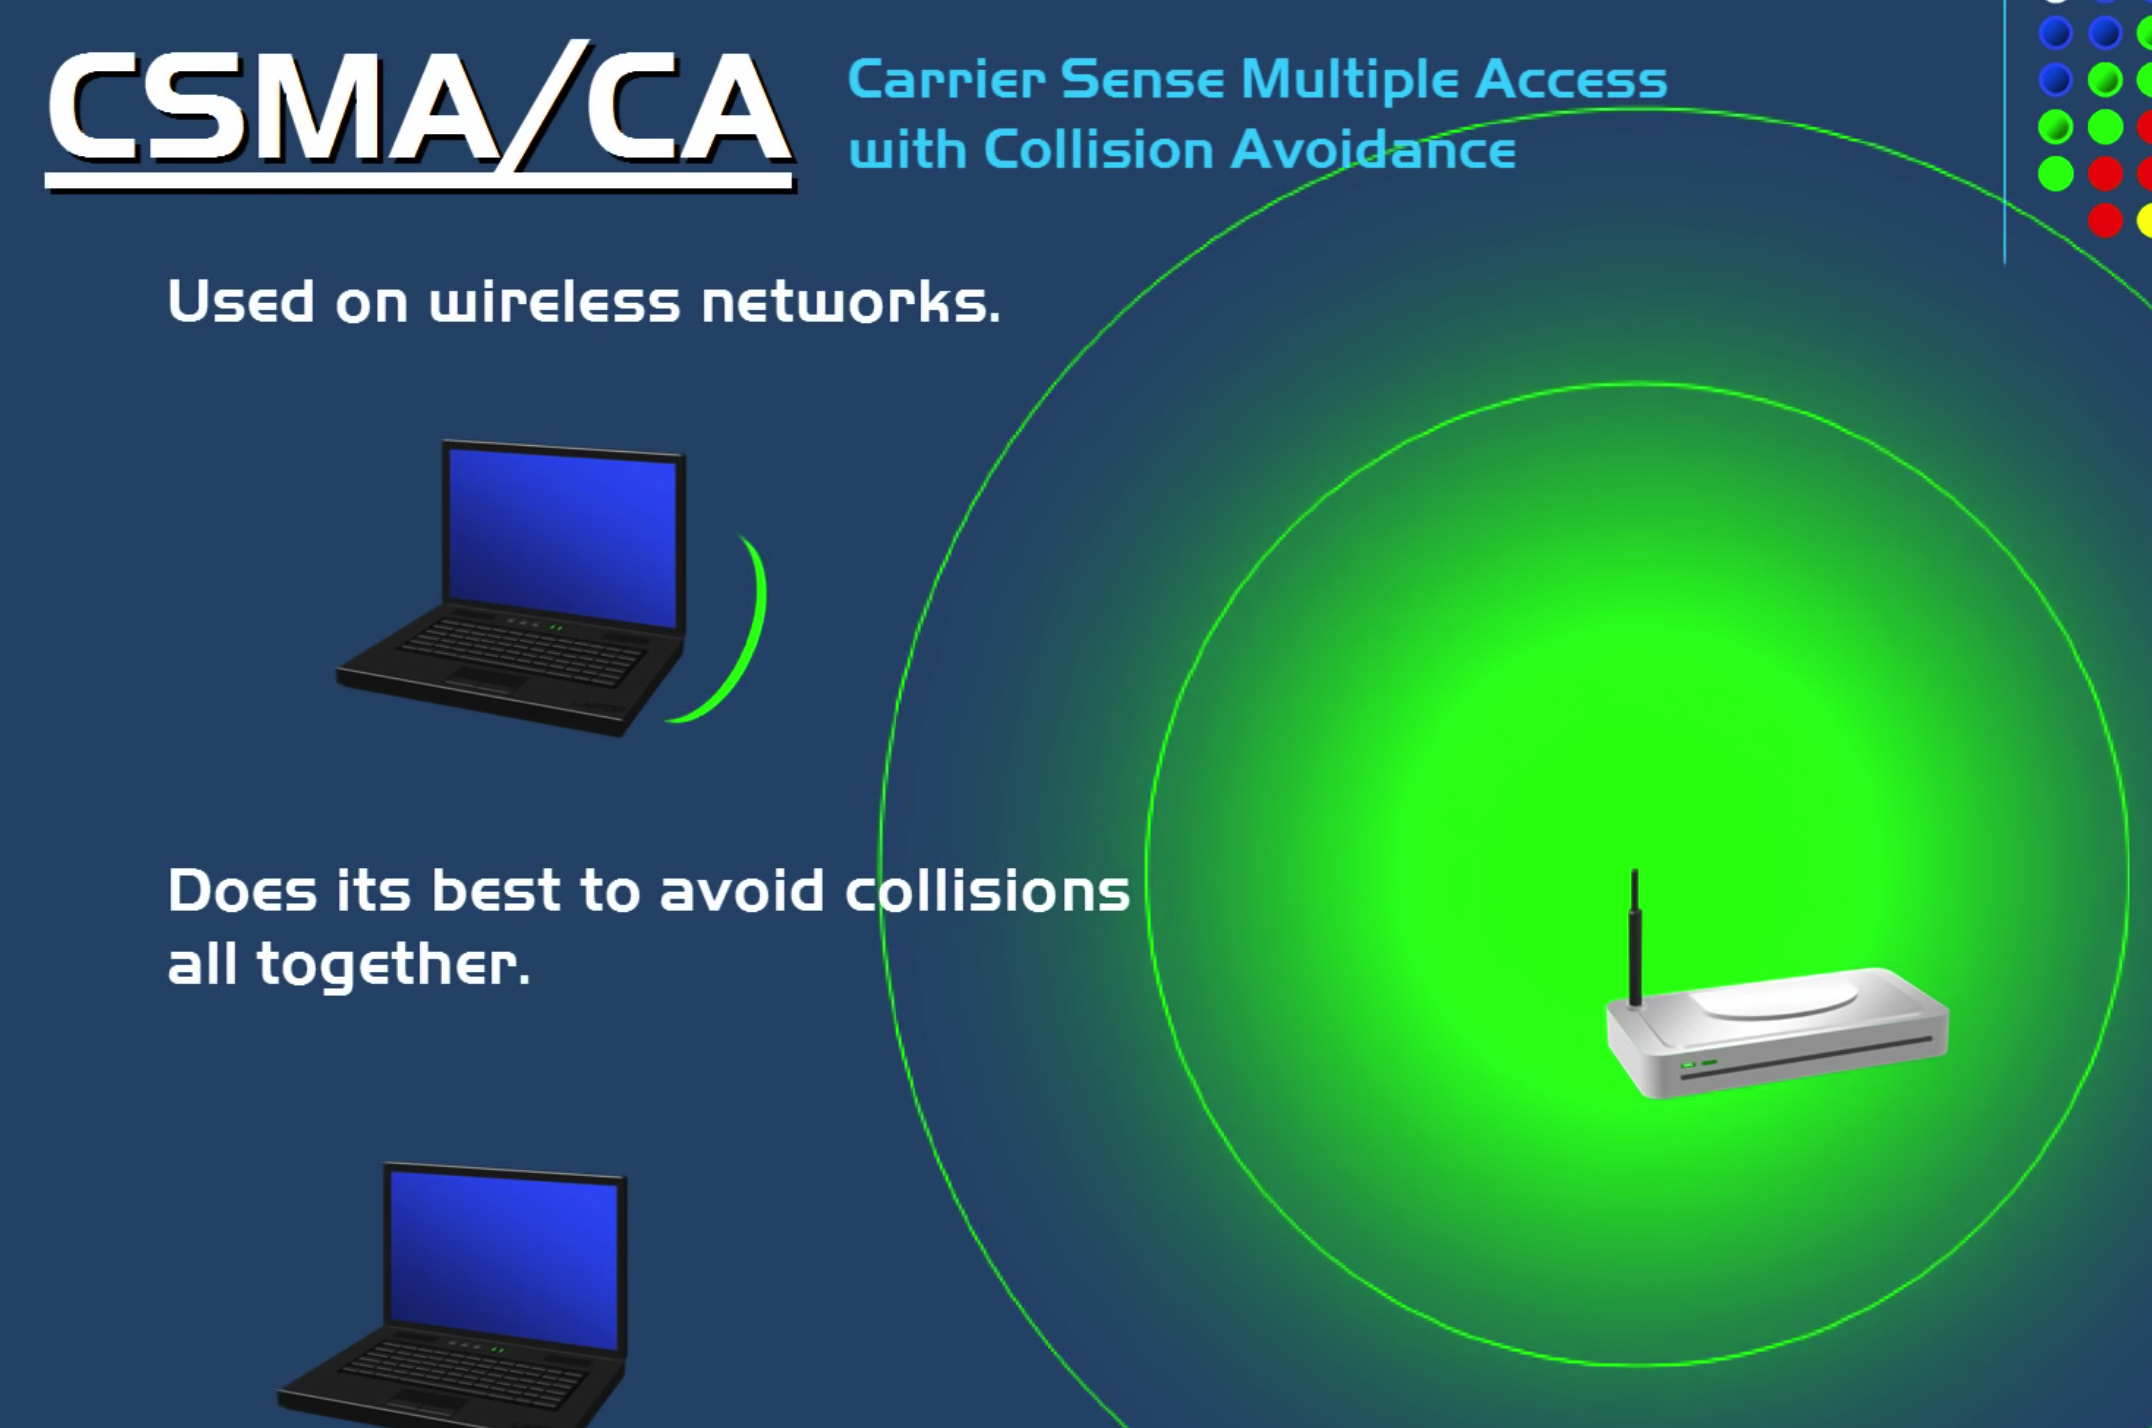 CSMA/CA
Carrier Sense Multiple Access
with Collision Avoidance
Used on wireless networks.
Does its best to avoid collisions
all together.